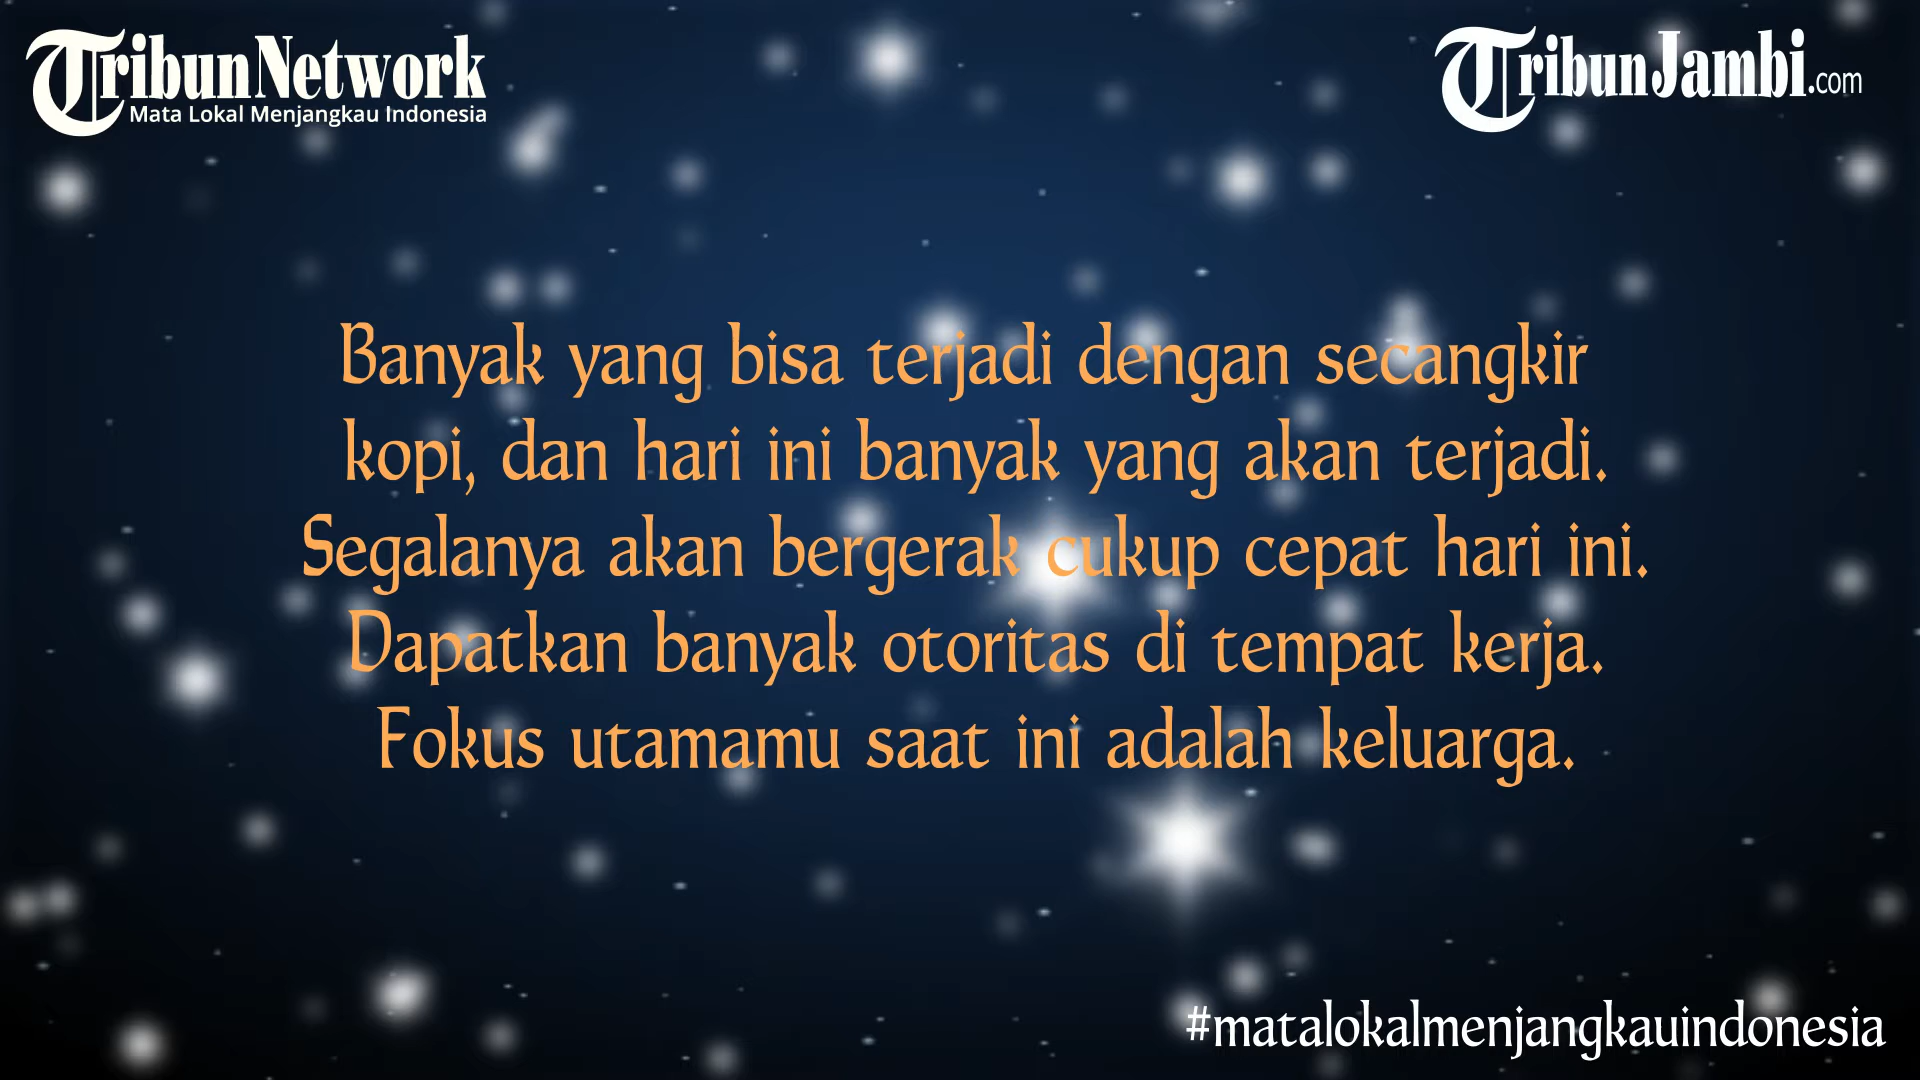 TribunNetwork
Mata Lokal Menjangkau Indonesia
TribunJambi.com
Banyak yang bisa terjadi dengan secangkir
kopi, dan hari ini banyak yang akan terjadi.
Segalanya akan bergerak cukup cepat hari ini.
Dapatkan banyak otoritas di tempat kerja.
Fokus utamamu saat ini adalah keluarga.
#matalokalmenjangkauindonesia